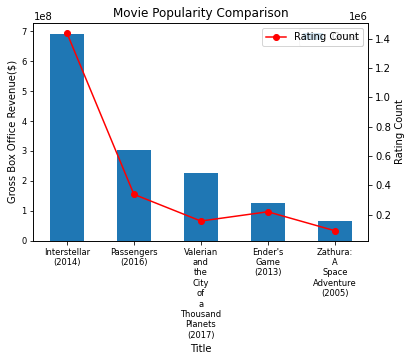 Movie Popularity Comparison
1e8
1e6
7
6
5
4
3
2
1
0
Gross Box Office Revenue($)
Rating Count
1.4
1.2
1.0
0.8
0.6
0.4
0.2
Rating Count
Interstellar
(2014)
Passengers
(2016)
Valerian
and
the
City
of
a
Thousand
Planets
(2017)
Ender's
Game
(2013)
Zathura:
A
Space
Adventure
(2005)
Title